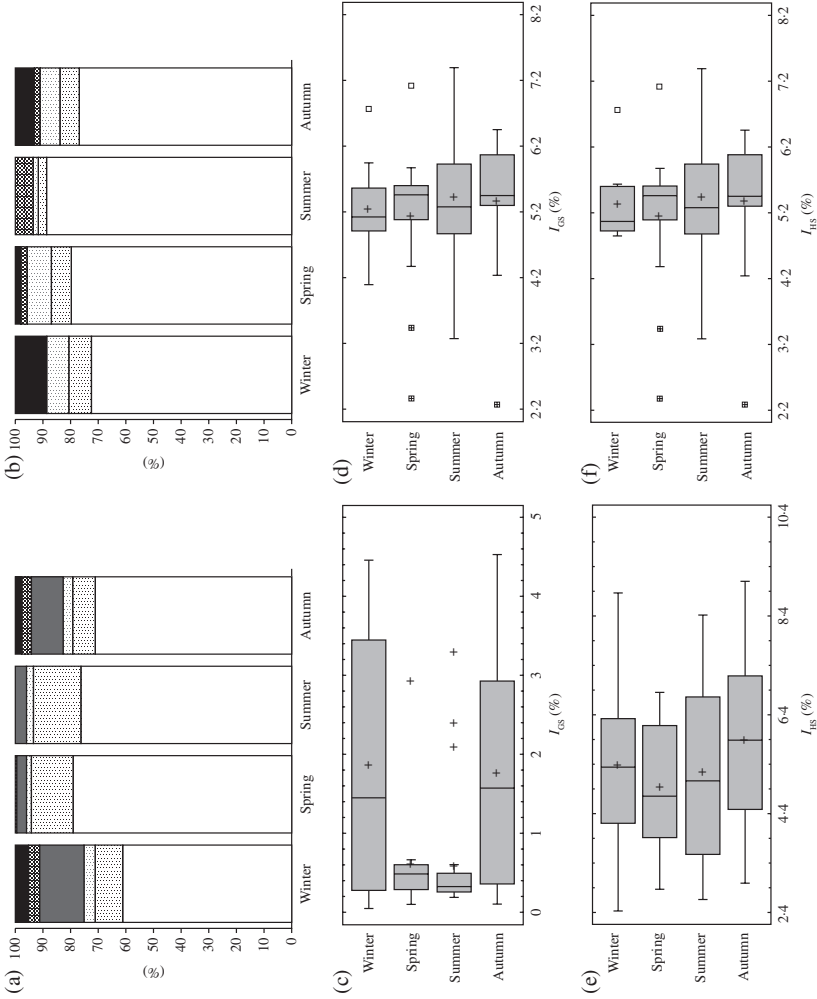 (a)
100
90
80
70
60
50
40
30
20
10
0
(%)
Winter
Spring
Summer
Autumn
(b)
100
90
80
70
60
50
40
30
20
10
0
(%)
Winter
Spring
Summer
Autumn
(c)
Winter
Spring
Summer
Autumn
0 1 2 3 4 5
IGS (%)
(d)
Winter
Spring
Summer
Autumn
2·2 3·2 4·2 5·2 6·2 7·2 8·2
IGS (%)
(e)
Winter
Spring
Summer
Autumn
2·4 4·4 6·4 8·4 10·4
IHS (%)
(f)
Winter
Spring
Summer
Autumn
2·2 3·2 4·2 5·2 6·2 7·2 8·2
IHS (%)